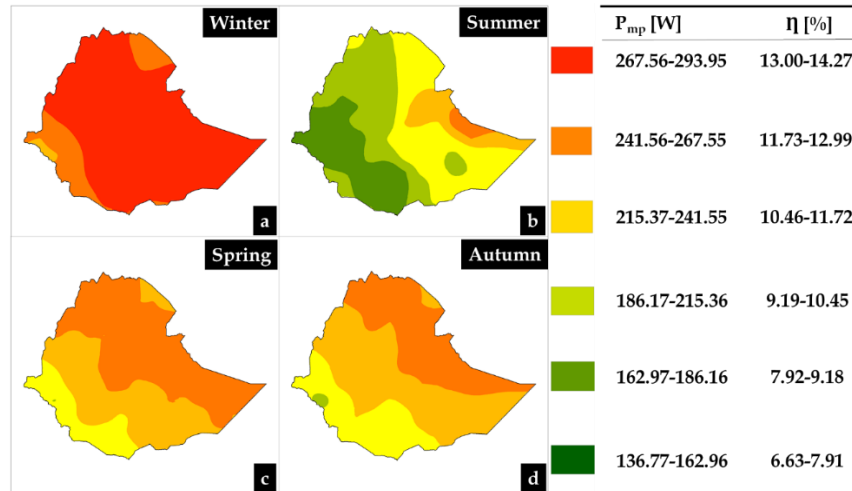 Winter
a
Summer
b
Spring
c
Autumn
d
Pmp [W] η [%]
267.56-293.95 13.00-14.27
241.56-267.55 11.73-12.99
215.37-241.55 10.46-11.72
186.17-215.36 9.19-10.45
162.97-186.16 7.92-9.18
136.77-162.96 6.63-7.91